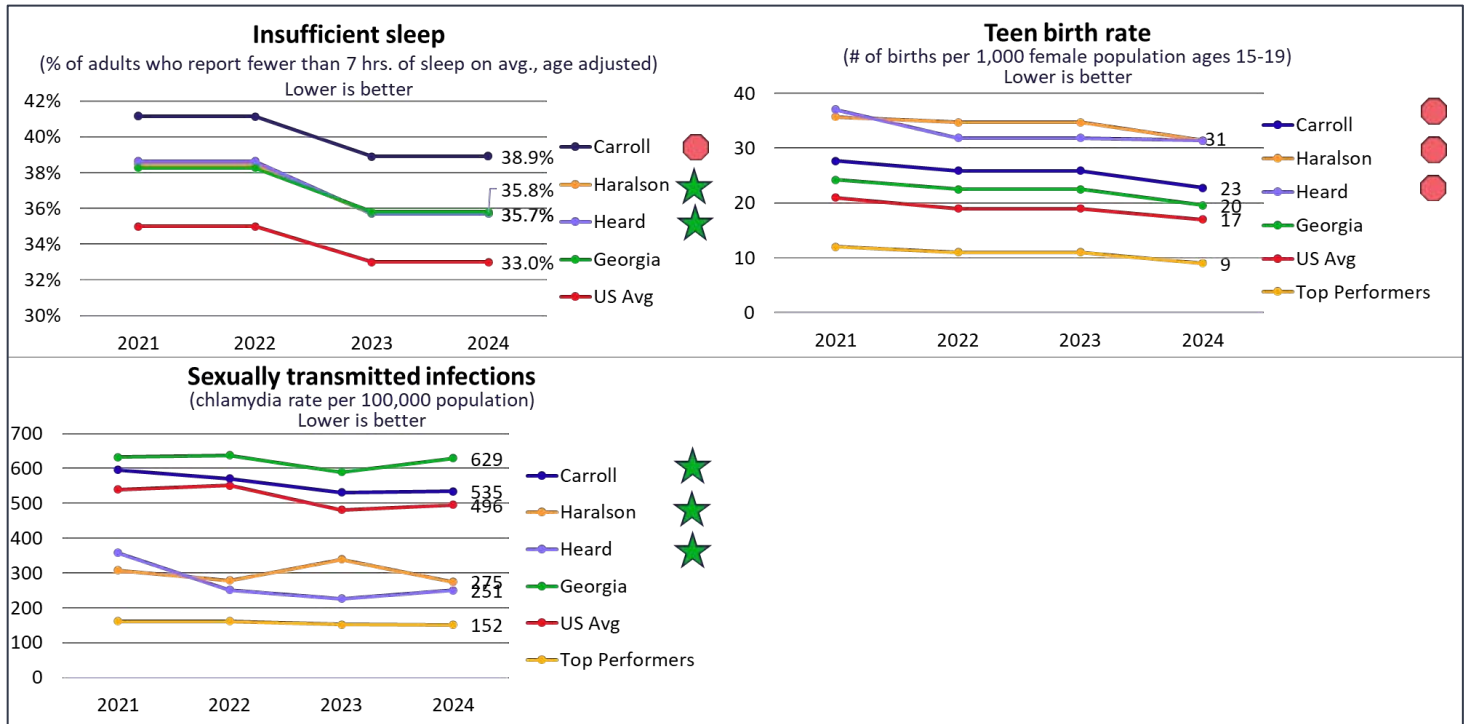 Insufficient sleep
(% of adults who report fewer than 7 hrs. of sleep on avg., age adjusted)
Lower is better
42%
40%
38%
36%
34%
32%
30%
38.9%
35.8%
35.7%
33.0%
2021 2022 2023 2024
Carroll
Haralson
Heard
Georgia
US Avg
Teen birth rate
(# of births per 1,000 female population ages 15-19)
Lower is better
40
30
20
10
0
31
23
20
17
9
2021 2022 2023 2024
Carroll
Haralson
Heard
Georgia
US Avg
Top Performers
Sexually transmitted infections
(chlamydia rate per 100,000 population)
Lower is better
700
600
500
400
300
200
100
0
629
535
496
275
251
152
2021 2022 2023 2024
Carroll
Haralson
Heard
Georgia
US Avg
Top Performers